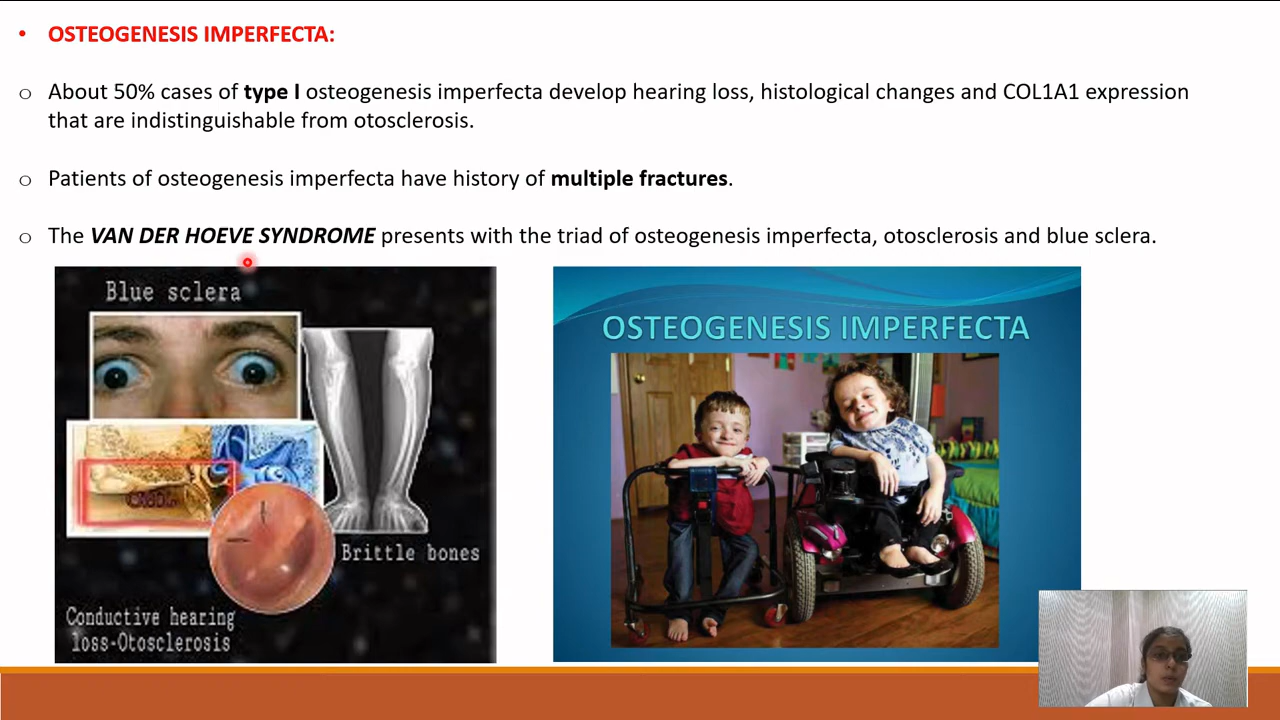 • OSTEOGENESIS IMPERFECTA:
o About 50% cases of type I osteogenesis imperfecta develop hearing loss, histological changes and COL1A1 expression
that are indistinguishable from otosclerosis.
o Patients of osteogenesis imperfecta have history of multiple fractures.
o The VAN DER HOEVE SYNDROME presents with the triad of osteogenesis imperfecta, otosclerosis and blue sclera.
Blue sclera
Brittle bones
Conductive hearing
loss-Otosclerosis
OSTEOGENESIS IMPERFECTA